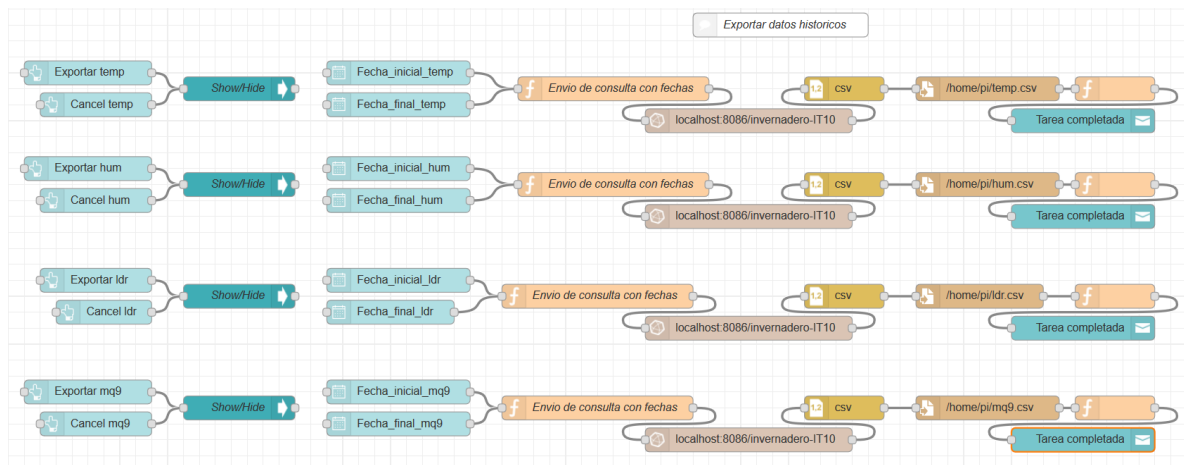 Exportar datos historicos
Exportar temp
Cancel temp
Show/Hide
Fecha_inicial_temp
Fecha_final_temp
Envio de consulta con fechas
localhost:8086/invernadero-IT10
1,2 csv
/home/pi/temp.csv
f
Tarea completada
Exportar hum
Cancel hum
Show/Hide
Fecha_inicial_hum
Fecha_final_hum
Envio de consulta con fechas
localhost:8086/invernadero-IT10
1,2 csv
/home/pi/hum.csv
f
Tarea completada
Exportar ldr
Cancel ldr
Show/Hide
Fecha_inicial_ldr
Fecha_final_ldr
Envio de consulta con fechas
localhost:8086/invernadero-IT10
1,2 csv
/home/pi/ldr.csv
f
Tarea completada
Exportar mq9
Cancel mq9
Show/Hide
Fecha_inicial_mq9
Fecha_final_mq9
Envio de consulta con fechas
localhost:8086/invernadero-IT10
1,2 csv
/home/pi/mq9.csv
f
Tarea completada